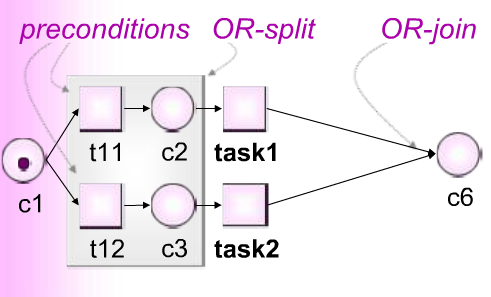 preconditions OR-split OR-join
t11 c2 task1
c1 c6
t12 c3 task2